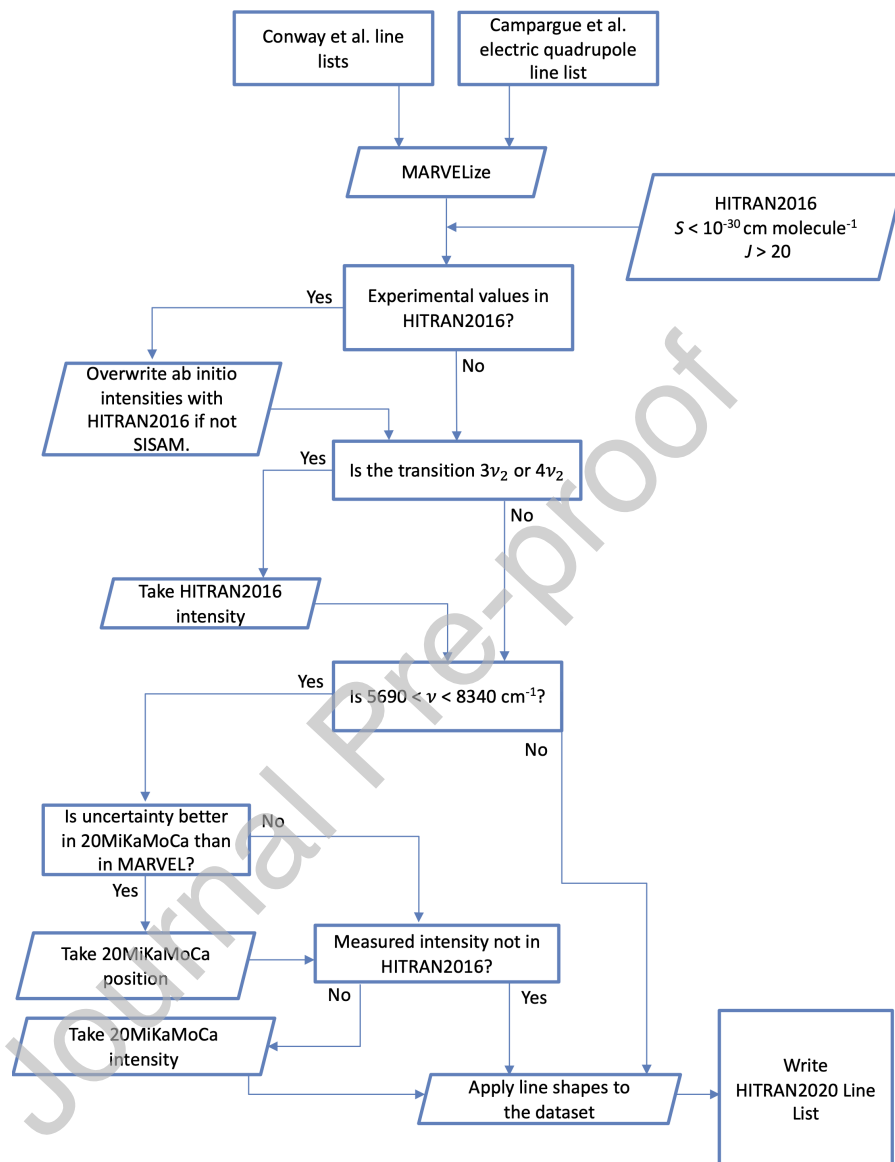 Conway et al. line
lists
Campargue et al.
electric quadrupole
line list
MARVELize
HITRAN2016
S < 10⁻³⁰ cm molecule⁻¹
J > 20
Experimental values in
HITRAN2016?
Yes
No
Overwrite ab initio
intensities with
HITRAN2016 if not
SISAM.
Is the transition 3ν₂ or 4ν₂
Yes
No
Take HITRAN2016
intensity
Is 5690 < ν < 8340 cm⁻¹?
Yes
No
Is uncertainty better
in 20MiKaMoCa than
in MARVEL?
No
Yes
Take 20MiKaMoCa
position
Measured intensity not in
HITRAN2016?
No
Yes
Take 20MiKaMoCa
intensity
Apply line shapes to
the dataset
Write
HITRAN2020 Line
List
Journal Pre-proof